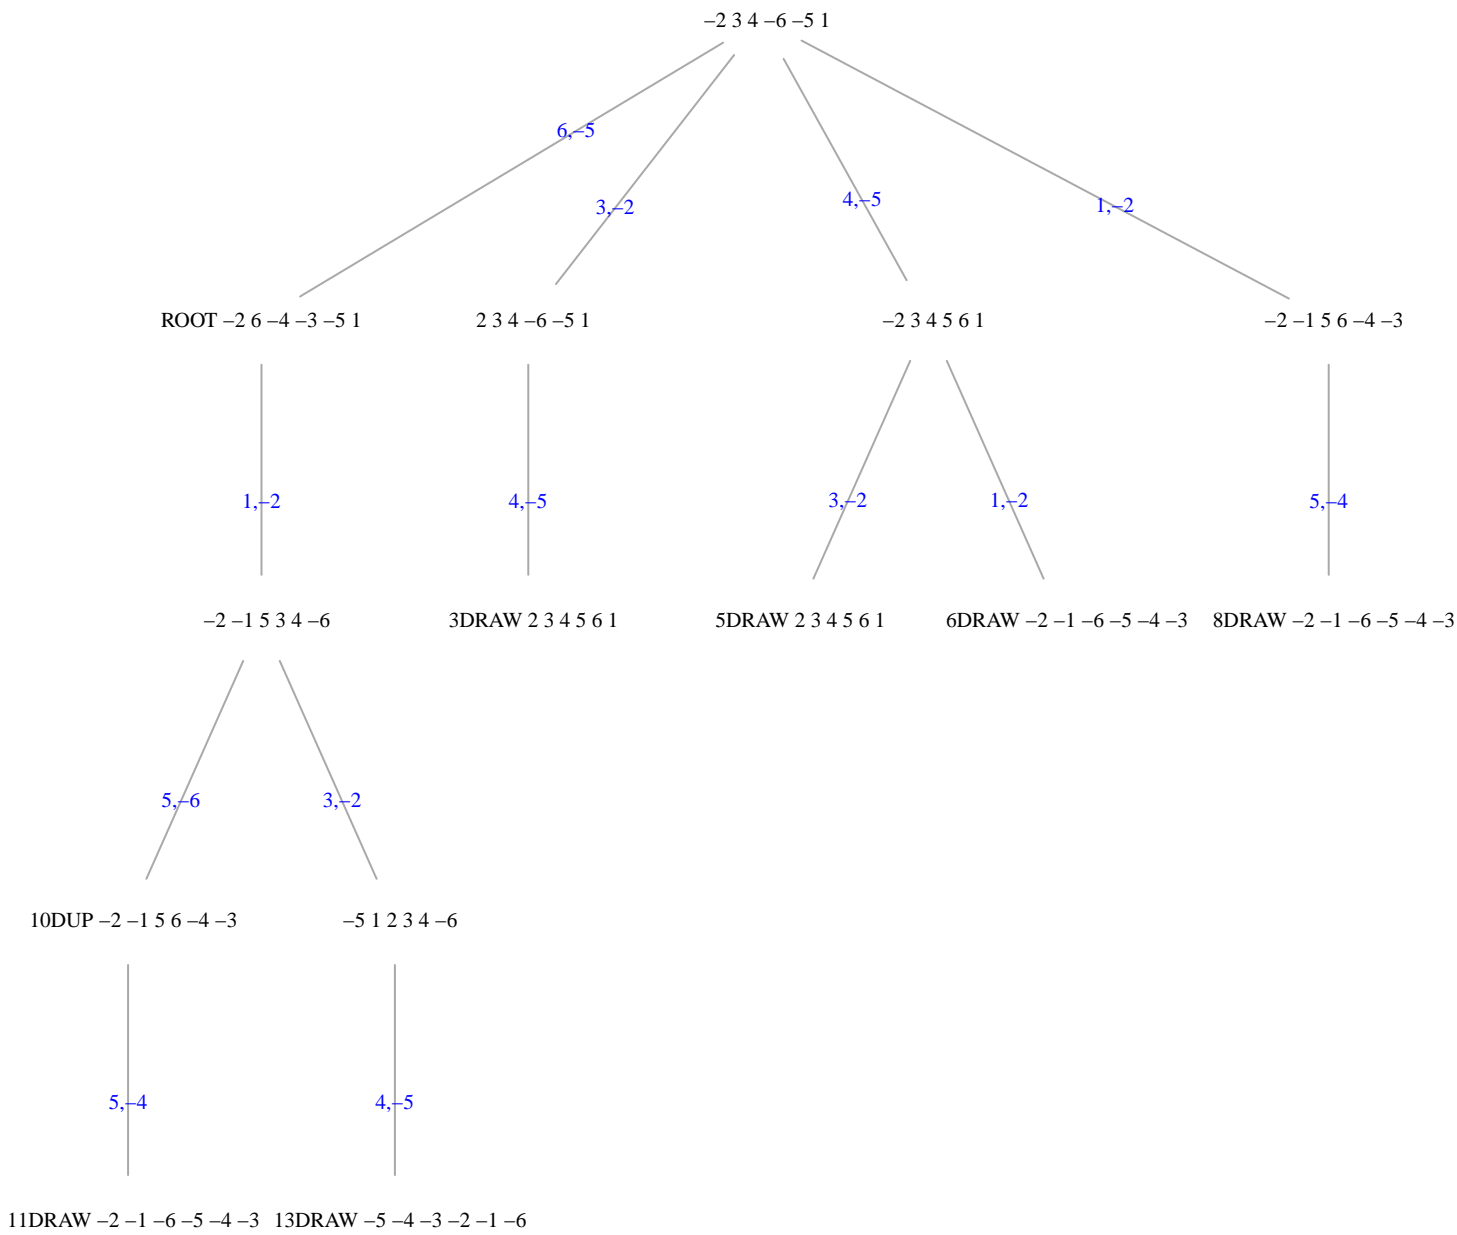 −2 3 4 −6 −5 1
6,−5
3,−2
4,−5
1,−2
ROOT −2 6 −4 −3 −5 1
2 3 4 −6 −5 1
−2 3 4 5 6 1
−2 −1 5 6 −4 −3
1,−2
4,−5
3,−2
1,−2
5,−4
−2 −1 5 3 4 −6
3DRAW 2 3 4 5 6 1
5DRAW 2 3 4 5 6 1
6DRAW −2 −1 −6 −5 −4 −3
8DRAW −2 −1 −6 −5 −4 −3
5,−6
3,−2
10DUP −2 −1 5 6 −4 −3
−5 1 2 3 4 −6
5,−4
4,−5
11DRAW −2 −1 −6 −5 −4 −3
13DRAW −5 −4 −3 −2 −1 −6